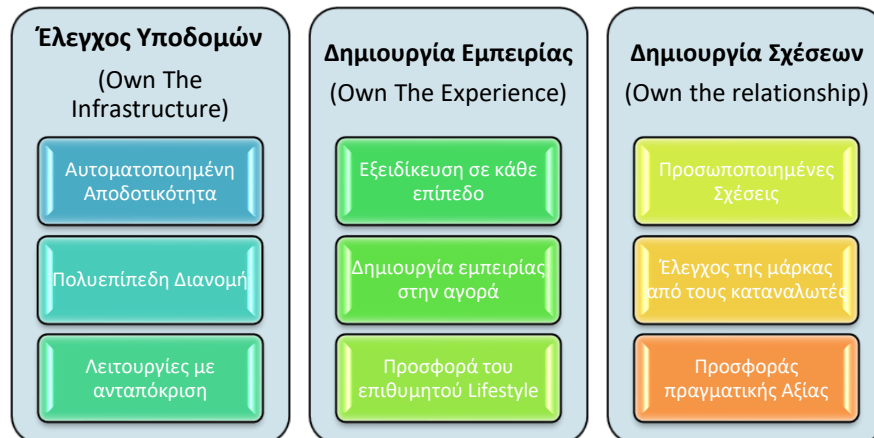 Έλεγχος Υποδομών
(Own The
Infrastructure)
Αυτοματοποιημένη
Αποδοτικότητα
Πολυεπίπεδη Διανομή
Λειτουργίες με
ανταπόκριση
Δημιουργία Εμπειρίας
(Own The Experience)
Εξειδίκευση σε κάθε
επίπεδο
Δημιουργία εμπειρίας
στην αγορά
Προσφορά του
επιθυμητού Lifestyle
Δημιουργία Σχέσεων
(Own the relationship)
Προσωποποιημένες
Σχέσεις
Έλεγχος της μάρκας
από τους καταναλωτές
Προσφοράς
πραγματικής Αξίας